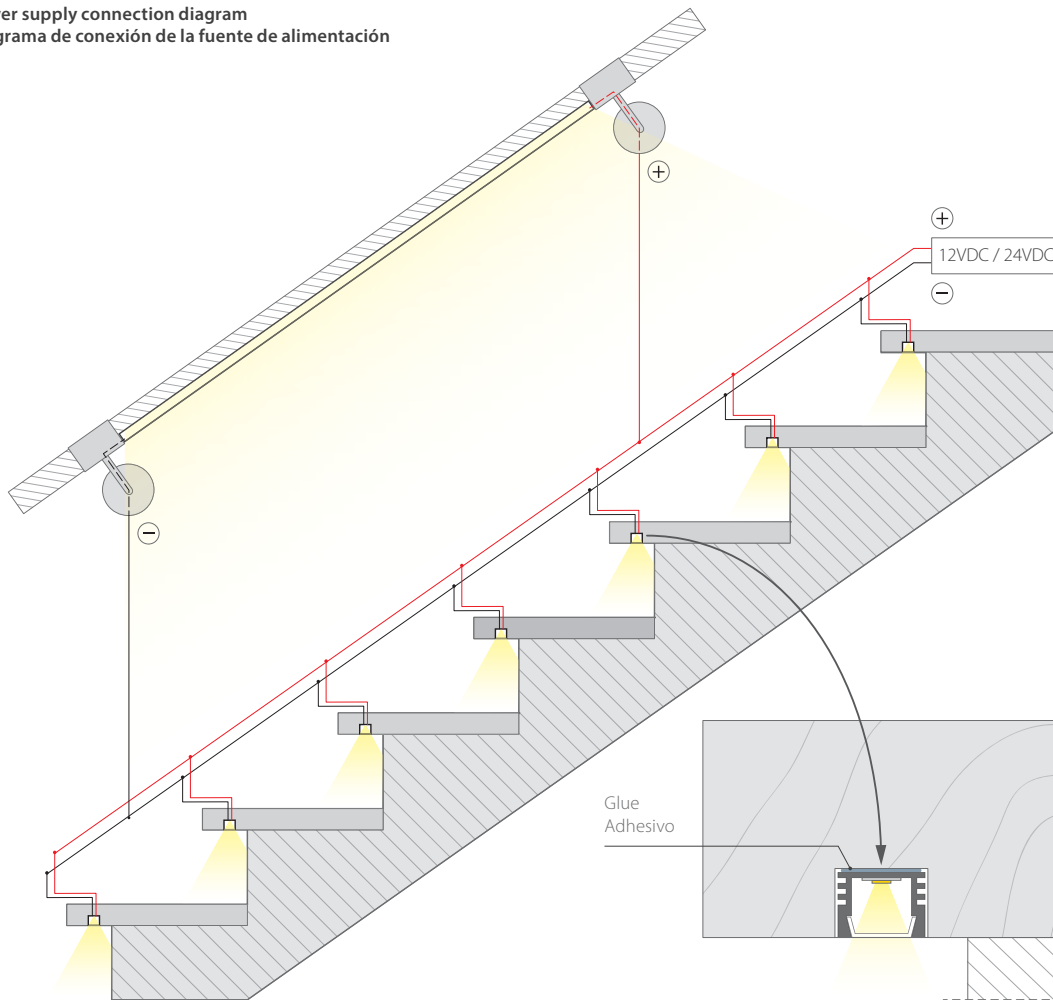 er supply connection diagram
grama de conexión de la fuente de alimentación
+
+
12VDC / 24VDC
−
−
Glue
Adhesivo